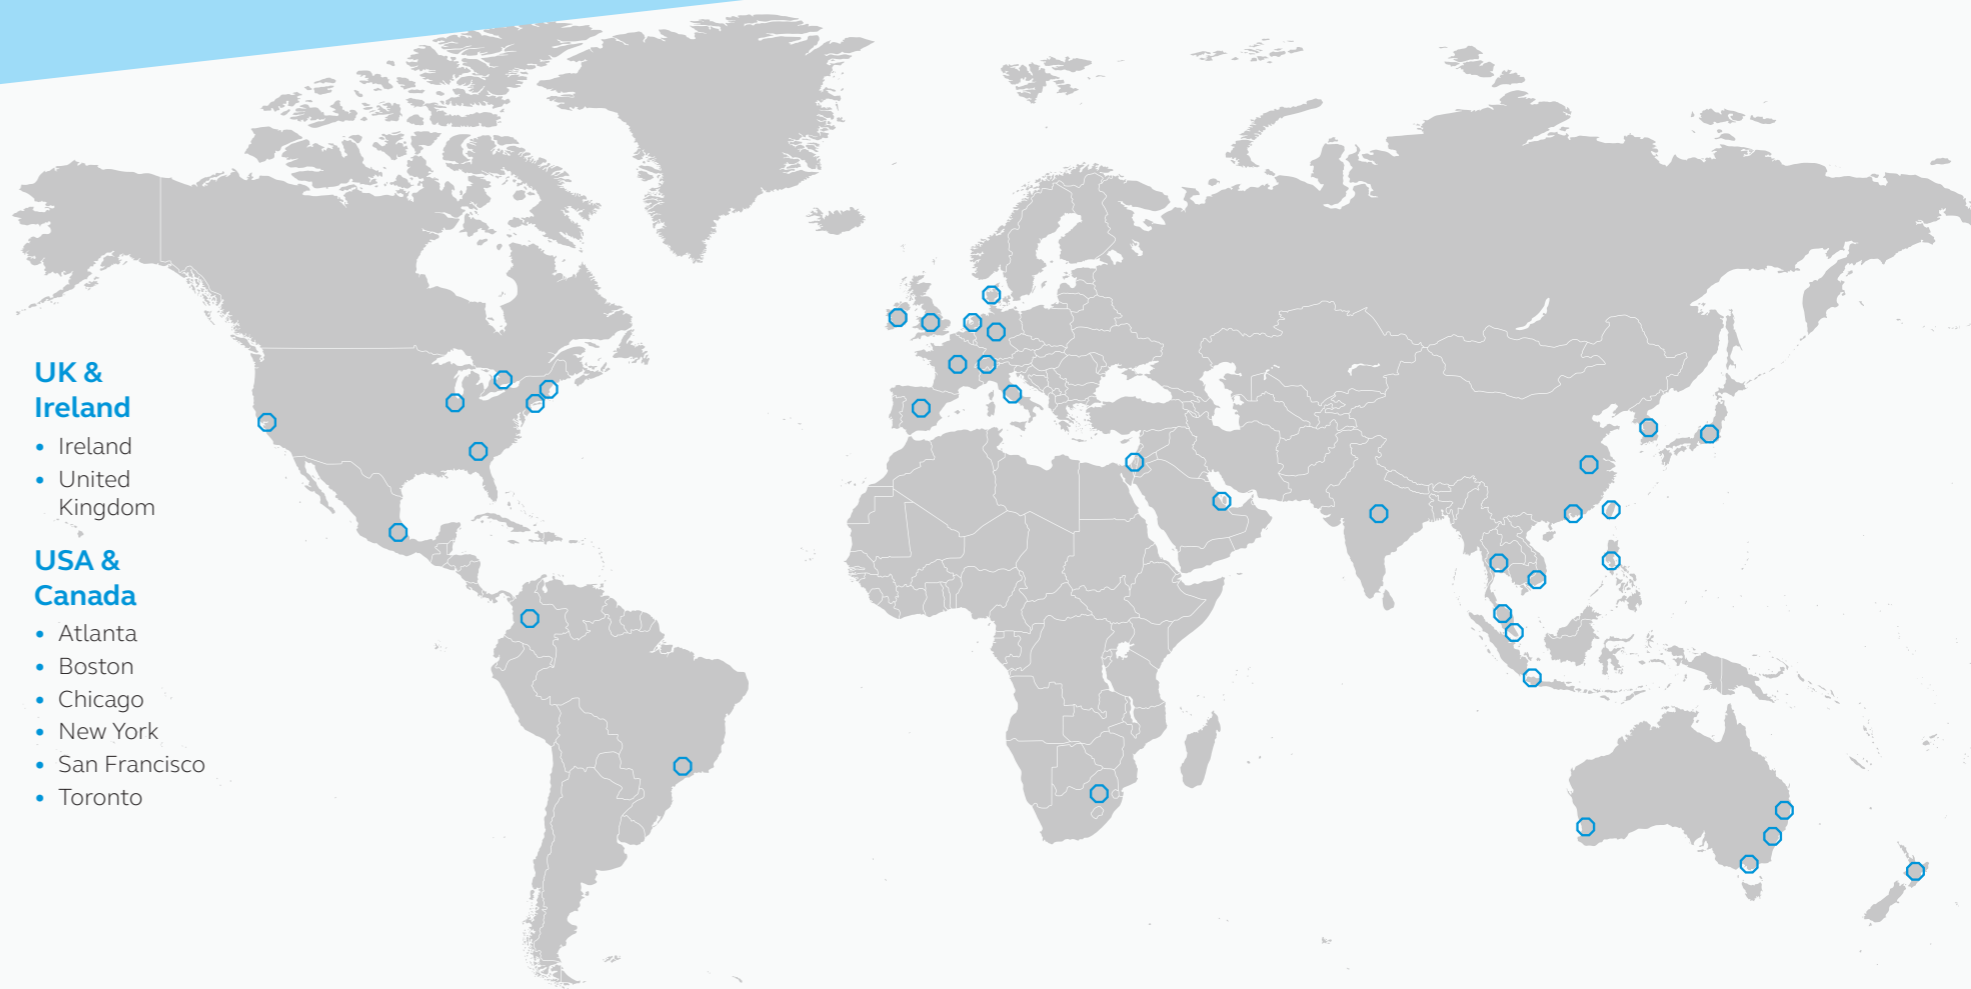 UK &
Ireland
• Ireland
• United
Kingdom
USA &
Canada
• Atlanta
• Boston
• Chicago
• New York
• San Francisco
• Toronto